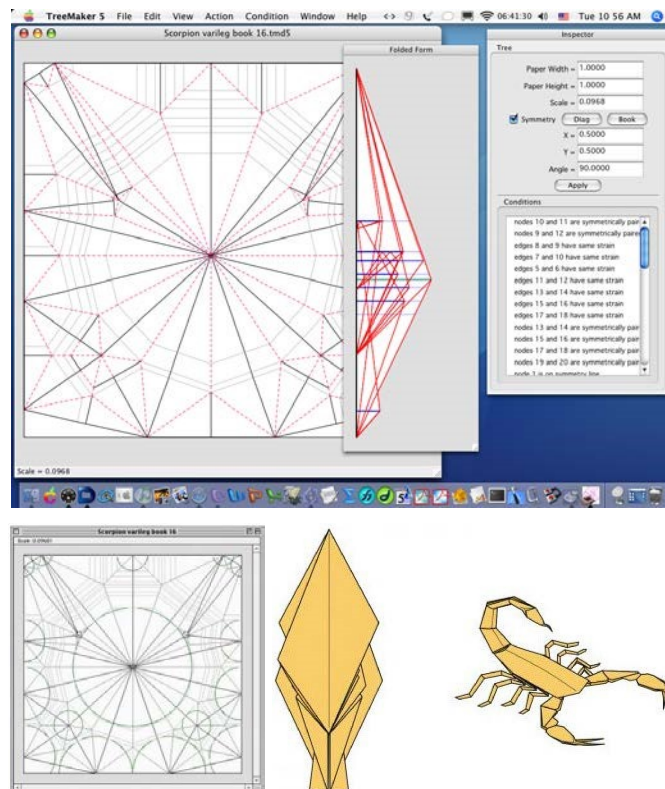 TreeMaker 5 File Edit View Action Condition Window Help 06:41:30 Tue 10 56 AM
Scorpion varileg book 16.tmd5
Folded Form
Inspector
Tree
Paper Width = 1.0000
Paper Height = 1.0000
Scale = 0.0968
Symmetry Diag Book
X = 0.5000
Y = 0.5000
Angle = 90.0000
Apply
Conditions
nodes 10 and 11 are symmetrically paire
nodes 9 and 12 are symmetrically paire
edges 8 and 9 have same strain
edges 7 and 10 have same strain
edges 5 and 6 have same strain
edges 11 and 12 have same strain
edges 13 and 14 have same strain
edges 15 and 16 have same strain
edges 17 and 18 have same strain
nodes 13 and 14 are symmetrically pair
nodes 15 and 16 are symmetrically pair
nodes 17 and 18 are symmetrically pair
nodes 19 and 20 are symmetrically pair
node 1 is on symmetry line
Scale = 0.0968
Scorpion varileg book 16